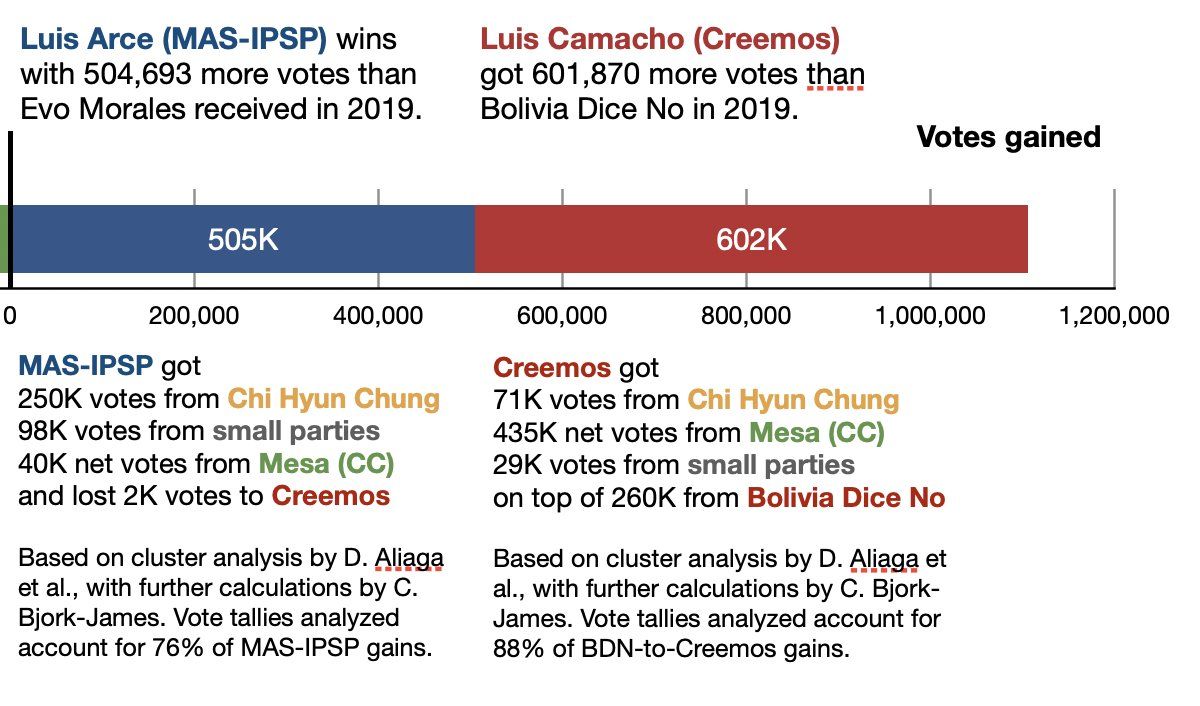 Luis Arce (MAS-IPSP) wins
with 504,693 more votes than
Evo Morales received in 2019.
Luis Camacho (Creemos)
got 601,870 more votes than
Bolivia Dice No in 2019.
Votes gained
505K
602K
0
200,000
400,000
600,000
800,000
1,000,000
1,200,000
MAS-IPSP got
250K votes from Chi Hyun Chung
98K votes from small parties
40K net votes from Mesa (CC)
and lost 2K votes to Creemos
Based on cluster analysis by D. Aliaga
et al., with further calculations by C.
Bjork-James. Vote tallies analyzed
account for 76% of MAS-IPSP gains.
Creemos got
71K votes from Chi Hyun Chung
435K net votes from Mesa (CC)
29K votes from small parties
on top of 260K from Bolivia Dice No
Based on cluster analysis by D. Aliaga et
al., with further calculations by C. Bjork-
James. Vote tallies analyzed account for
88% of BDN-to-Creemos gains.